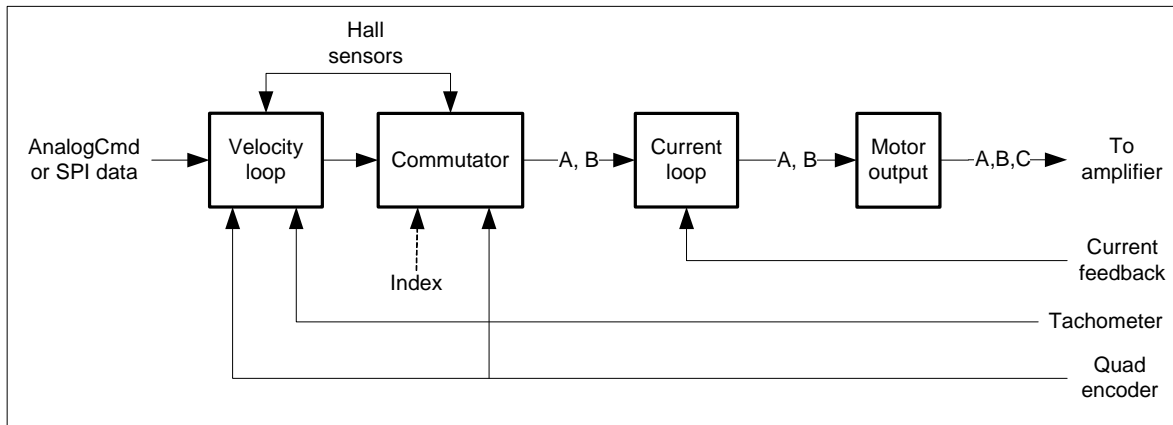 Hall
sensors
AnalogCmd
or SPI data
Velocity
loop
Commutator
A, B
Current
loop
A, B
Motor
output
A,B,C
To
amplifier
Index
Current
feedback
Tachometer
Quad
encoder